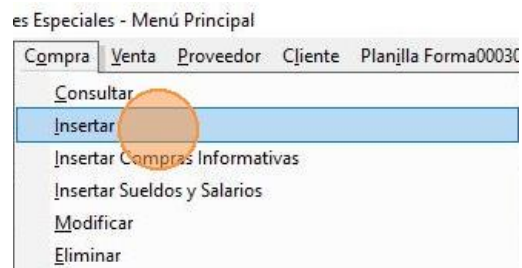 es Especiales - Menú Principal
Compra Venta Proveedor Cliente Planilla Forma00030
Consultar
Insertar
Insertar Compras Informativas
Insertar Sueldos y Salarios
Modificar
Eliminar